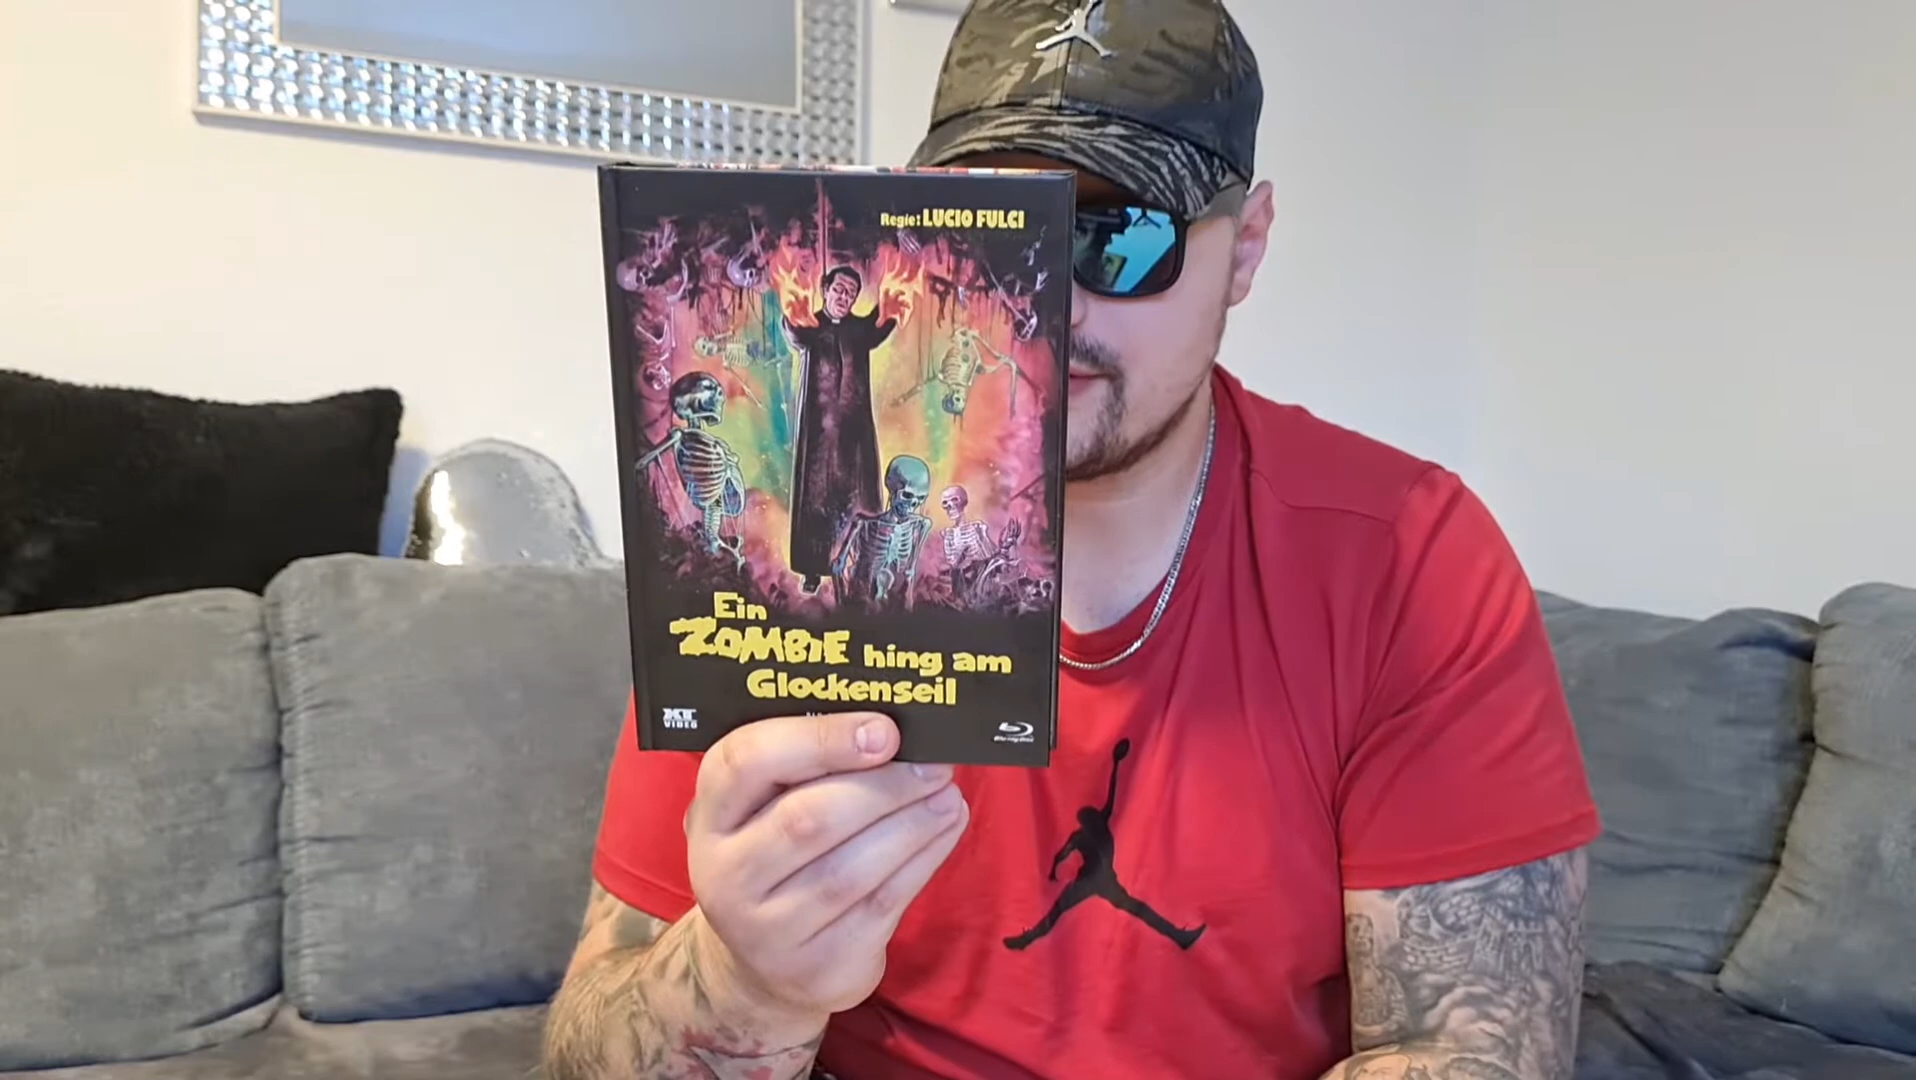 Regie: LUCIO FULCI
Ein
ZOMBIE hing am
Glockenseil
XT
VIDEO
Blu-ray Disc